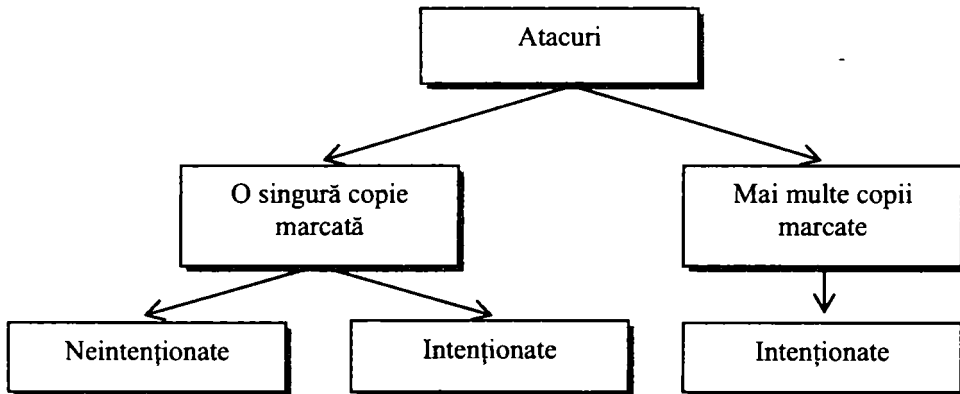 Atacuri
O singură copie
marcată
Mai multe copii
marcate
Neintenționate
Intenționate
Intenționate